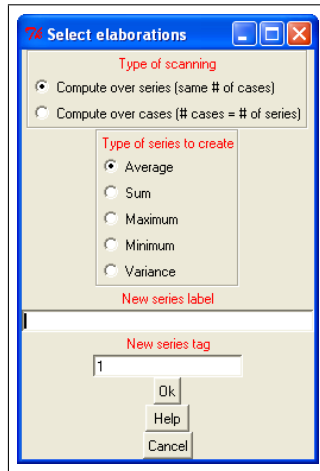 Select elaborations
Type of scanning
Compute over series (same # of cases)
Compute over cases (# cases = # of series)
Type of series to create
Average
Sum
Maximum
Minimum
Variance
New series label
New series tag
1
Ok
Help
Cancel